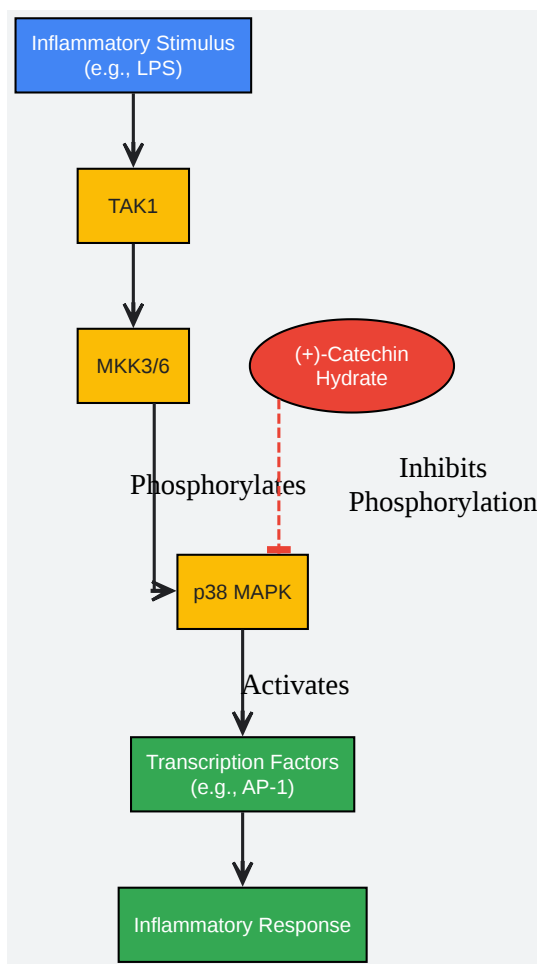 Inflammatory Stimulus
(e.g., LPS)
TAK1
MKK3/6
(+)-Catechin
Hydrate
Phosphorylates
Inhibits
Phosphorylation
p38 MAPK
Activates
Transcription Factors
(e.g., AP-1)
Inflammatory Response